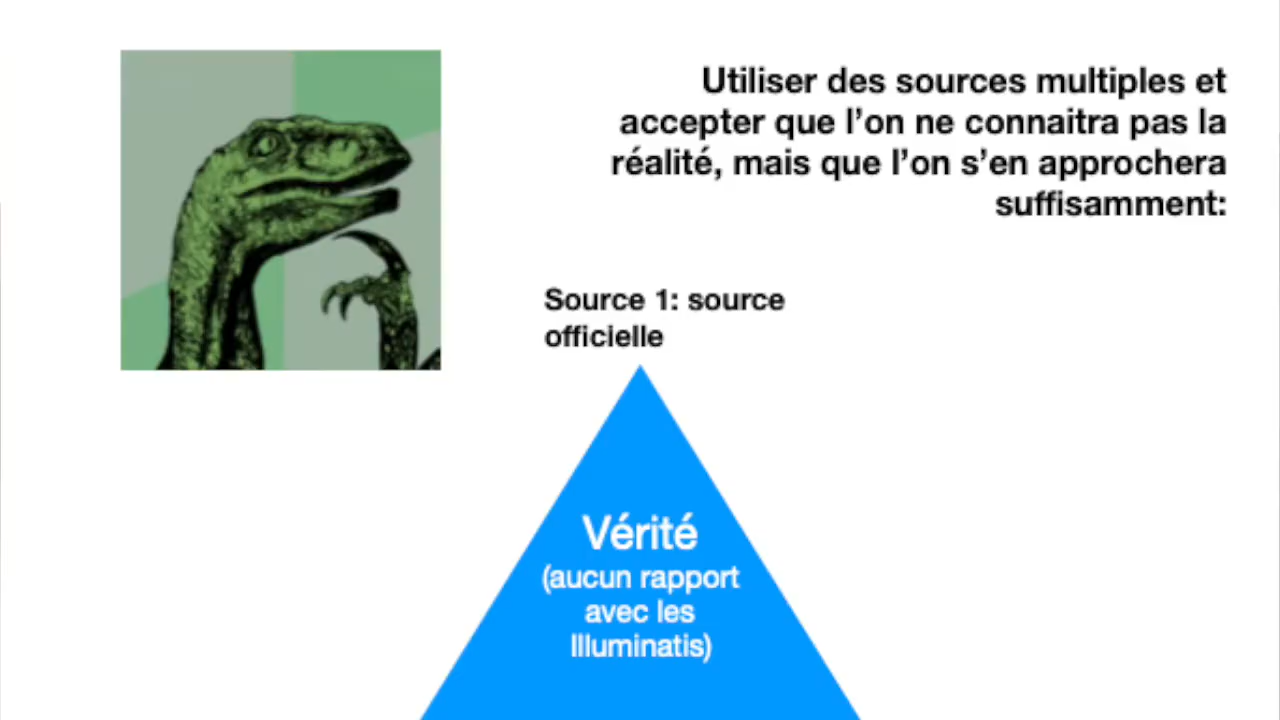 Utiliser des sources multiples et
accepter que l’on ne connaitra pas la
réalité, mais que l’on s’en approchera
suffisamment:
Source 1: source
officielle
Vérité
(aucun rapport
avec les
Illuminatis)